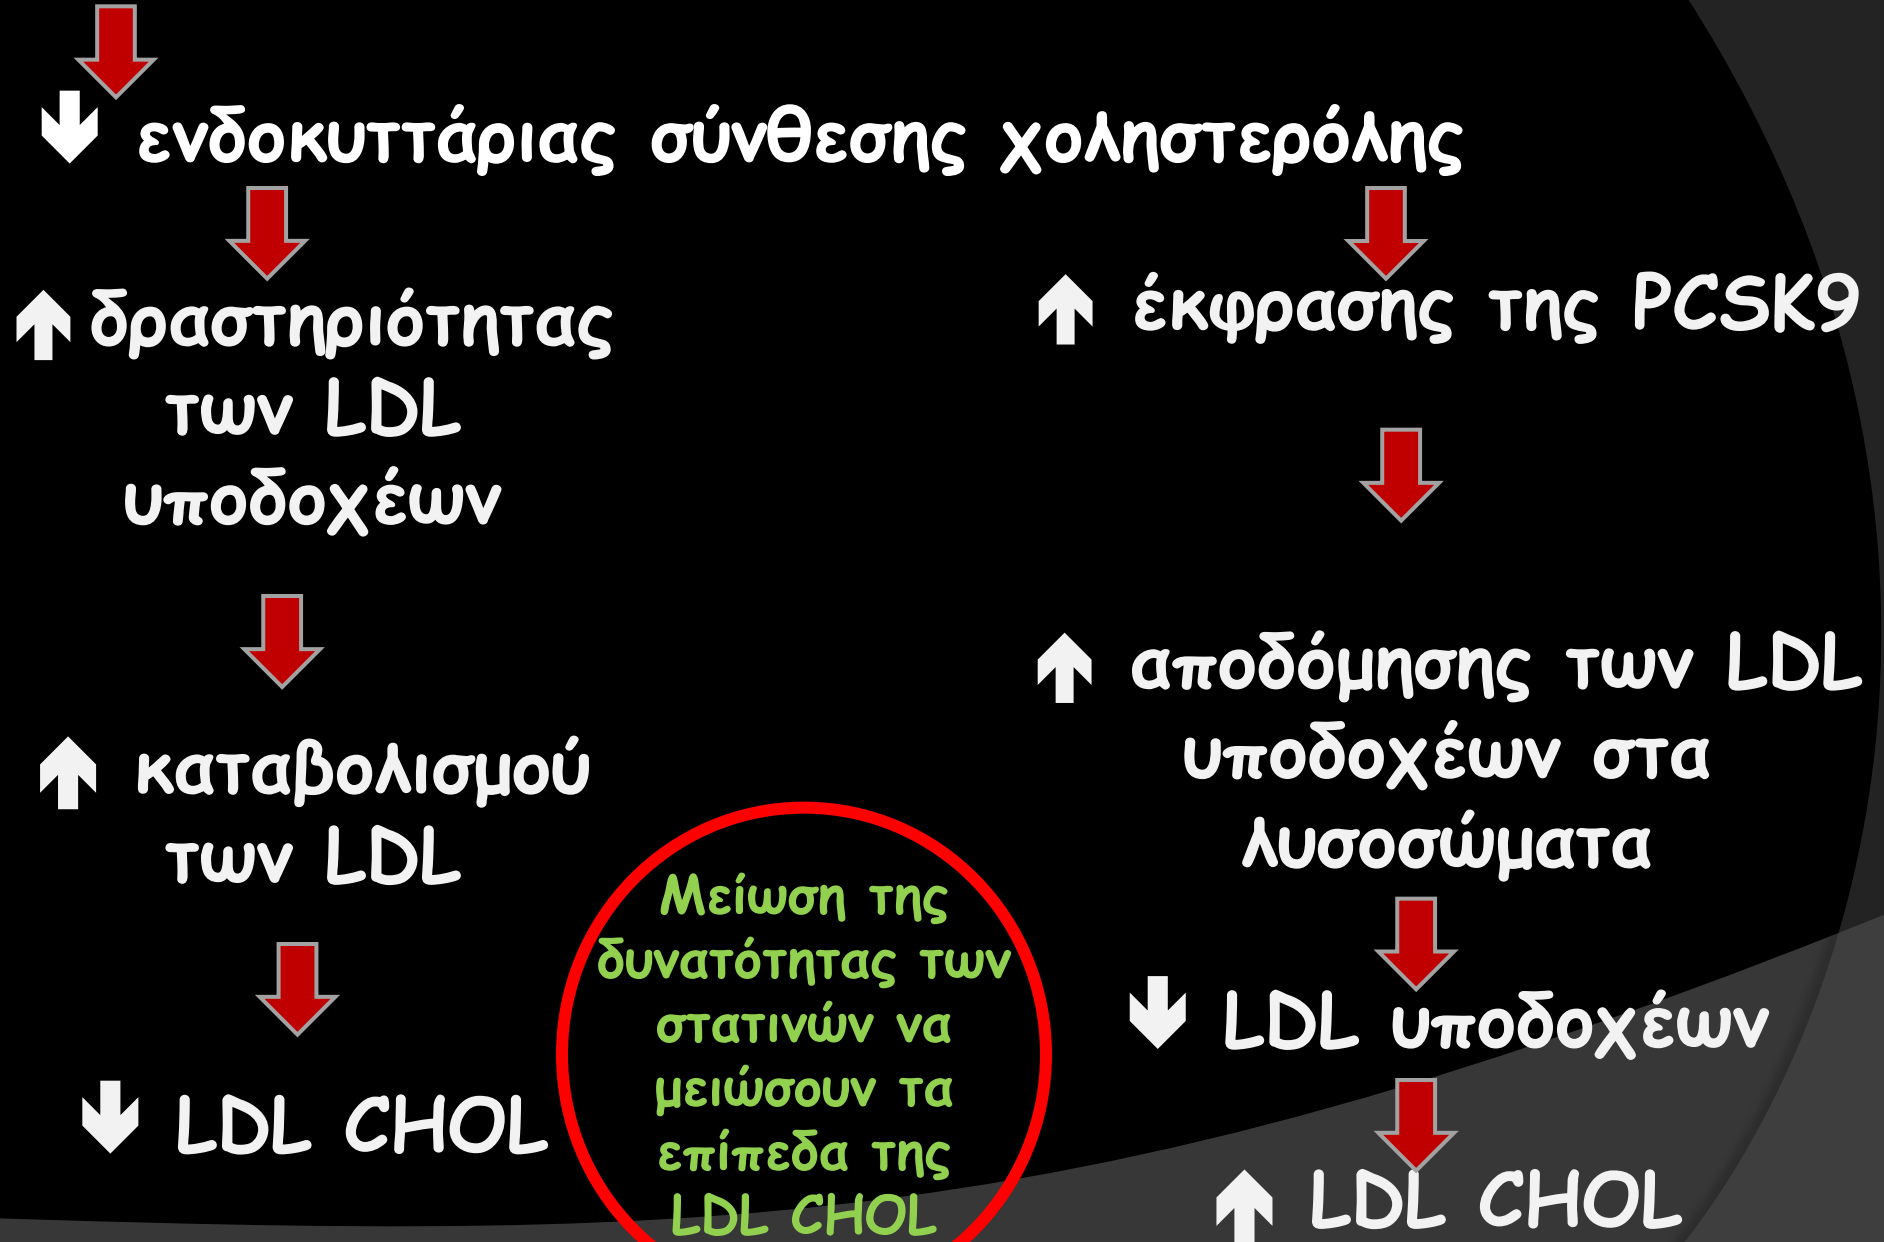 🡻 ενδοκυττάριας σύνθεσης χοληστερόλης
🡹 δραστηριότητας
των LDL
υποδοχέων
🡹 καταβολισμού
των LDL
🡻 LDL CHOL
Μείωση της
δυνατότητας των
στατινών να
μειώσουν τα
επίπεδα της
LDL CHOL
🡹 έκφρασης της PCSK9
🡹 αποδόμησης των LDL
υποδοχέων στα
λυσοσώματα
🡻 LDL υποδοχέων
🡹 LDL CHOL